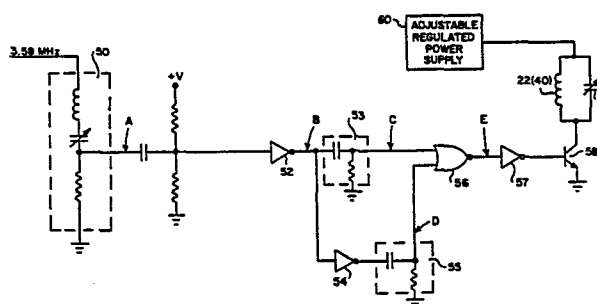 60
ADJUSTABLE
REGULATED
POWER
SUPPLY
3.58 MHz
50
+V
53
22(40)
A
B
C
E
52
56
57
58
D
54
55